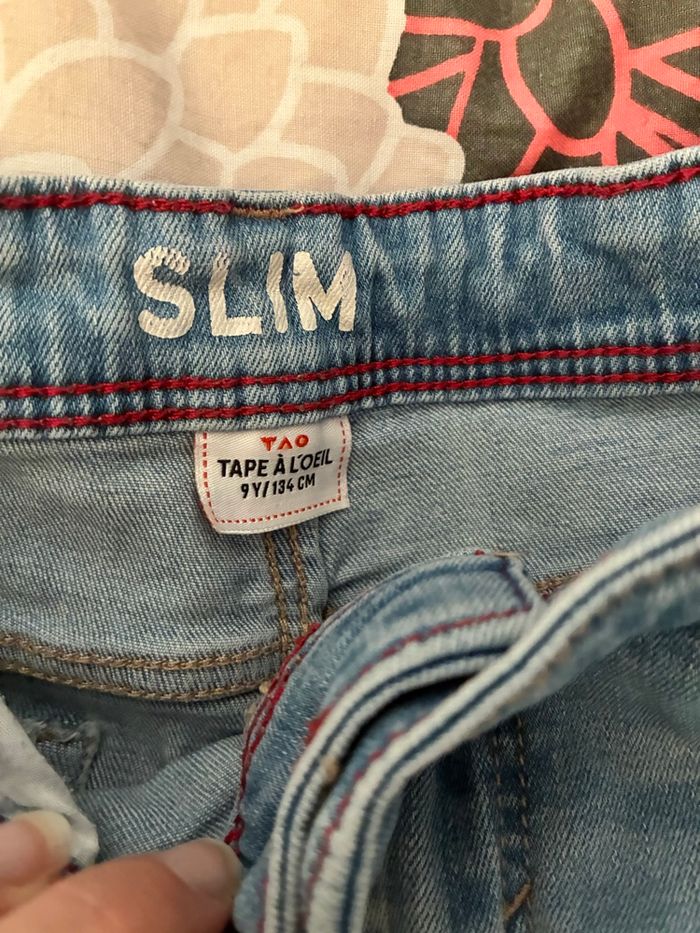 SLIM
TAO
TAPE À L'OEIL
9Y/134 CM